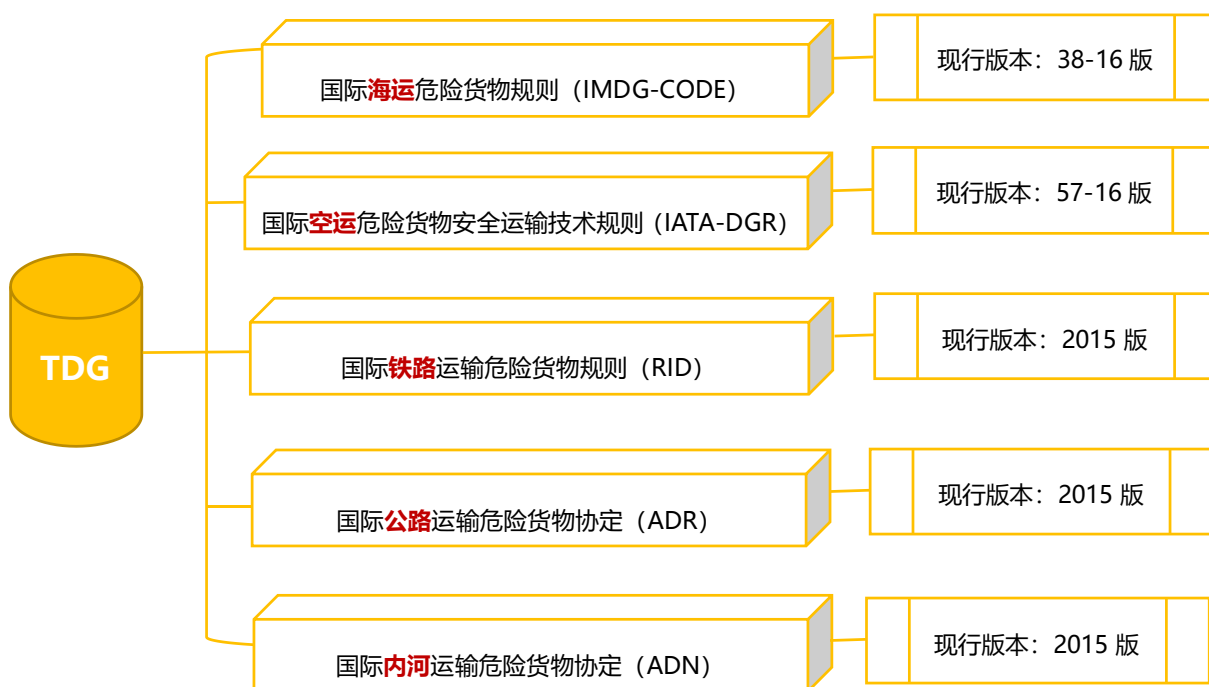 国际海运危险货物规则（IMDG-CODE）
现行版本：38-16 版
国际空运危险货物安全运输技术规则（IATA-DGR）
现行版本：57-16 版
TDG
国际铁路运输危险货物规则（RID）
现行版本：2015 版
国际公路运输危险货物协定（ADR）
现行版本：2015 版
国际内河运输危险货物协定（ADN）
现行版本：2015 版